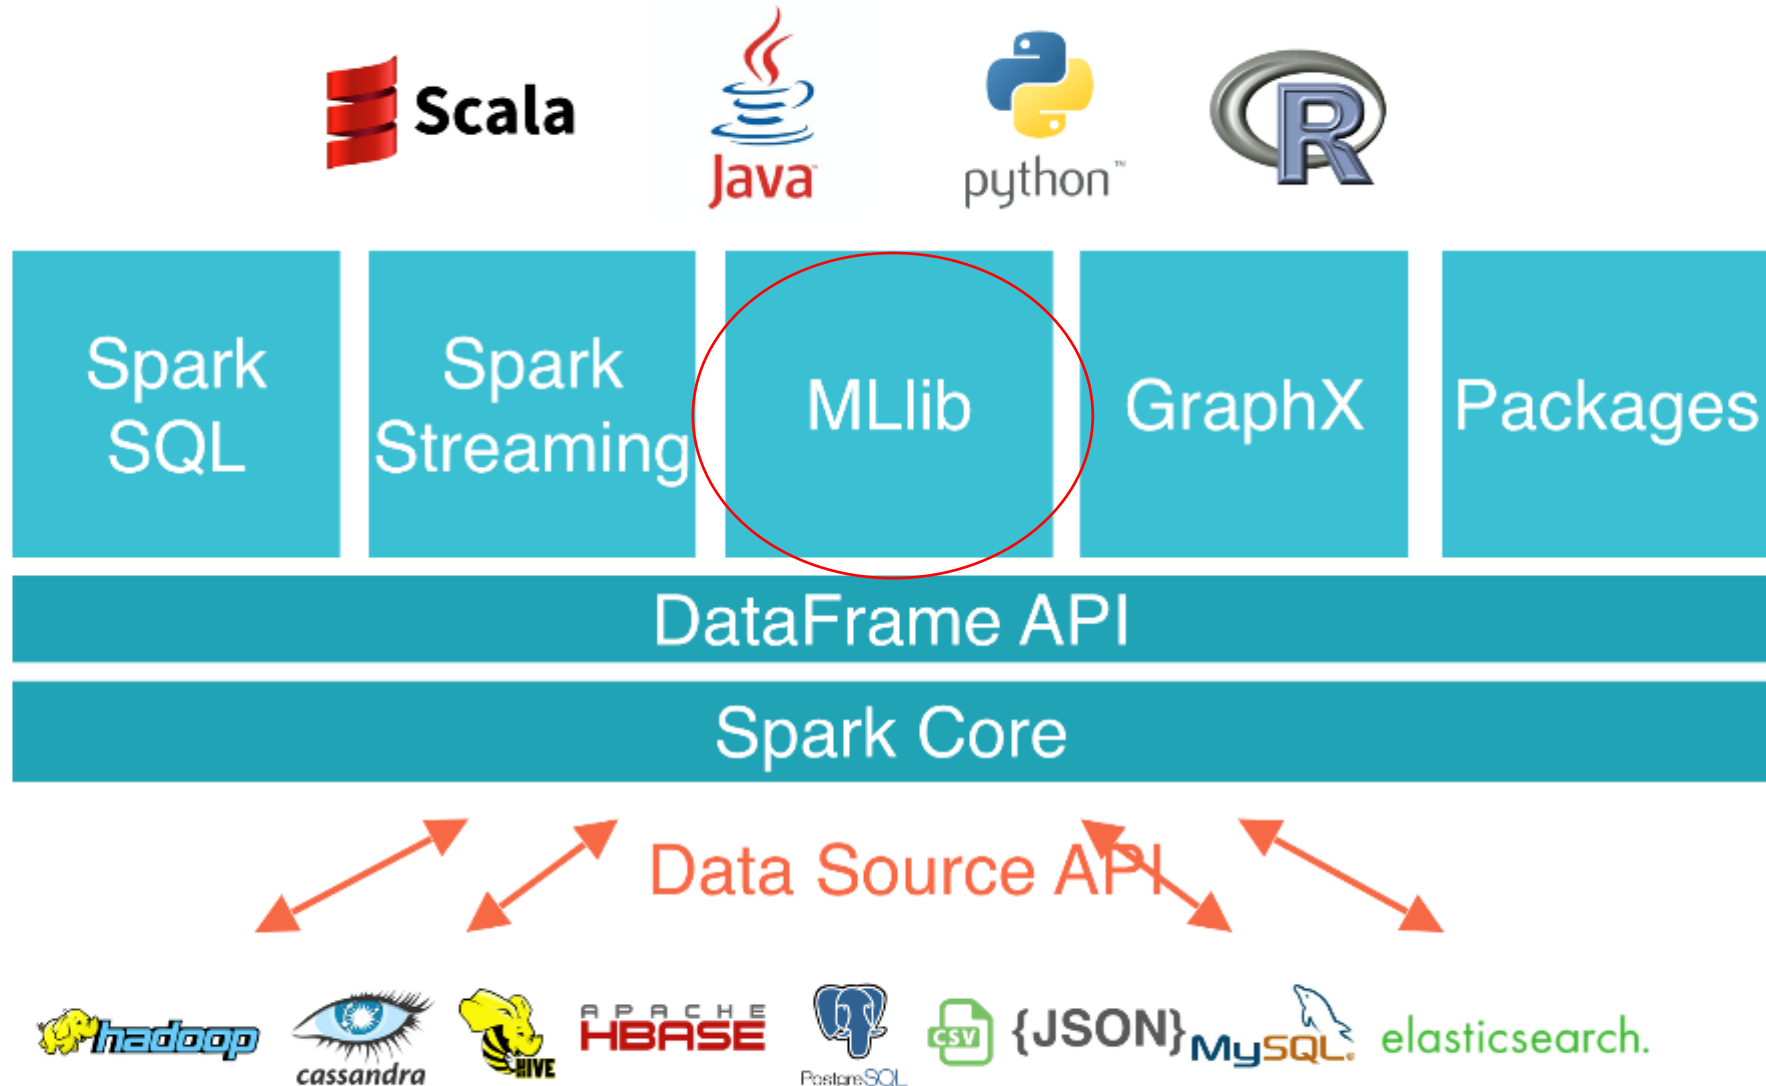 Scala
Java
python™
R
Spark SQL
Spark Streaming
MLlib
GraphX
Packages
DataFrame API
Spark Core
Data Source API
hadoop
cassandra
HIVE
APACHE
HBASE
PostgreSQL
CSV
{JSON}
MySQL®
elasticsearch.